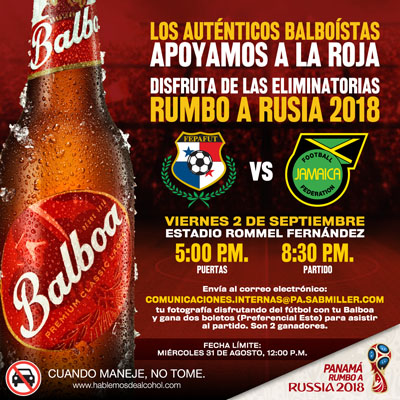 LOS AUTÉNTICOS BALBOÍSTAS
APOYAMOS A LA ROJA
DISFRUTA DE LAS ELIMINATORIAS
RUMBO A RUSIA 2018
FEPAFUT
VS
FOOTBALL
JAMAICA
FEDERATION
VIERNES 2 DE SEPTIEMBRE
ESTADIO ROMMEL FERNÁNDEZ
5:00 P.M.
PUERTAS
8:30 P.M.
PARTIDO
Envía al correo electrónico:
COMUNICACIONES.INTERNAS@PA.SABMILLER.COM
tu fotografía disfrutando del fútbol con tu Balboa
y gana dos boletos (Preferencial Este) para asistir
al partido. Son 2 ganadores.
FECHA LÍMITE:
MIÉRCOLES 31 DE AGOSTO, 12:00 P.M.
Balboa
Balboa
PREMIUM CLASSIC
CUANDO MANEJE, NO TOME.
www.hablemosdealcohol.com
PANAMÁ
RUMBO A
RUSSIA 2018